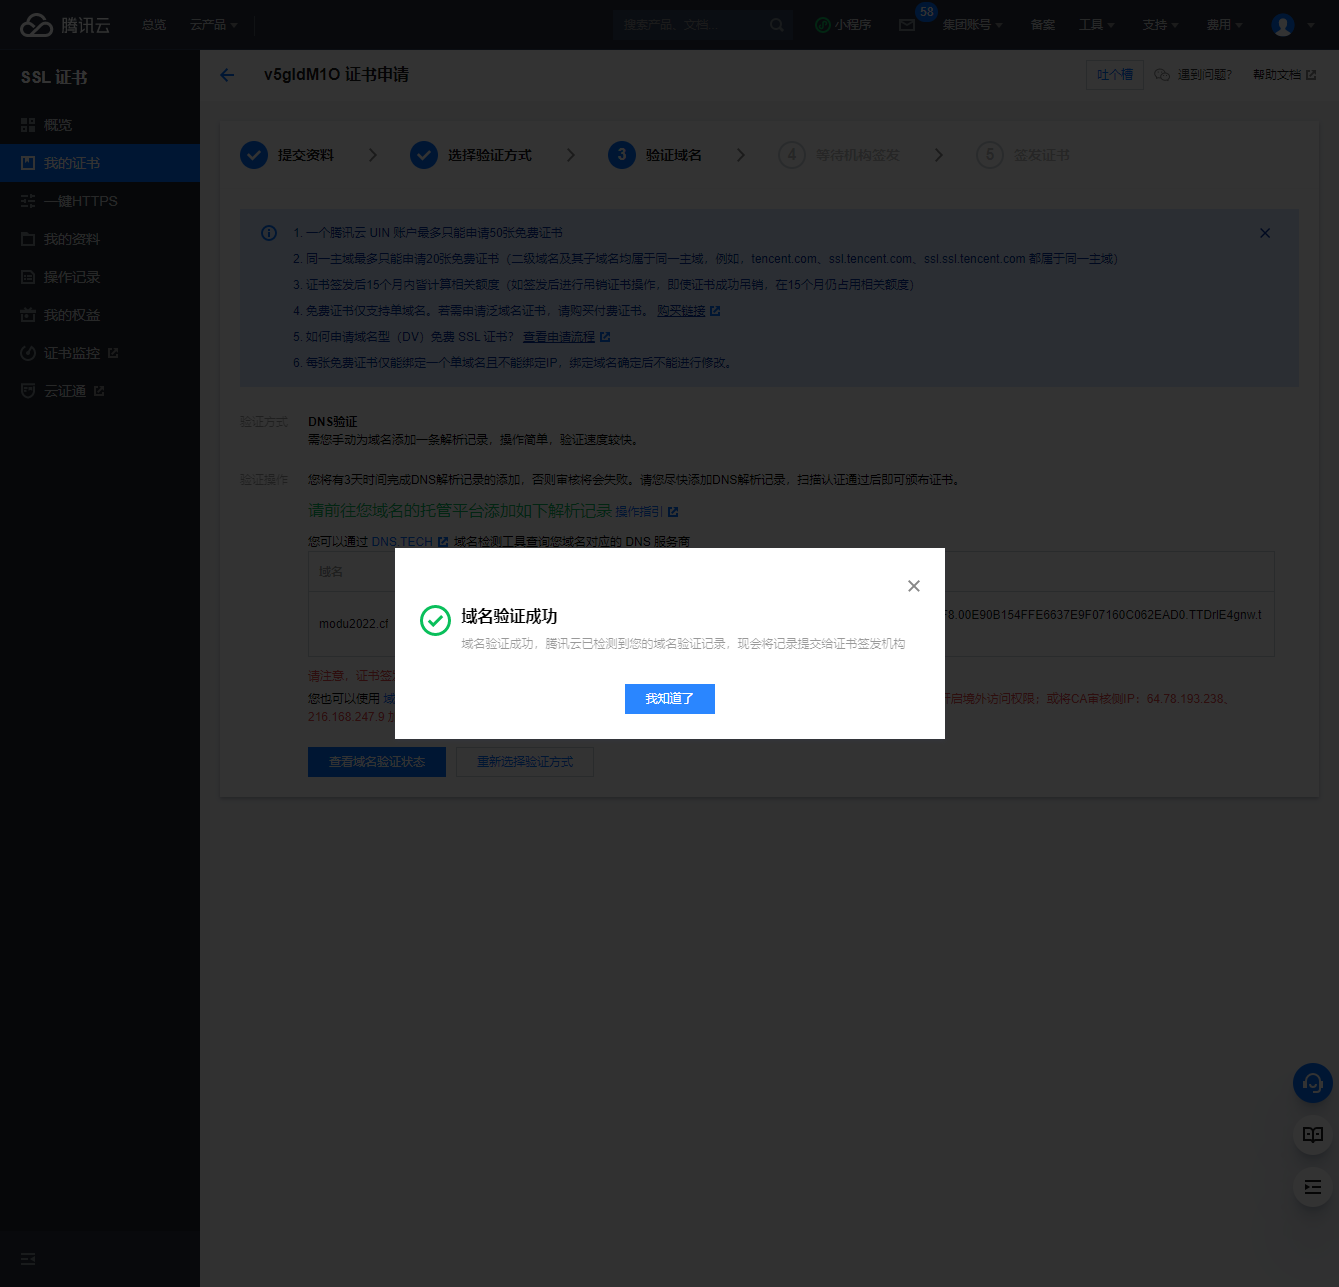 腾讯云
总览
云产品
搜索产品、文档...
小程序
58
集团账号
备案
工具
支持
费用
SSL 证书
概览
我的证书
一键HTTPS
我的资料
操作记录
我的权益
证书监控
云证通
v5gldM1O 证书申请
吐个槽
遇到问题?
帮助文档
提交资料
选择验证方式
3 验证域名
4 等待机构签发
5 签发证书
1. 一个腾讯云 UIN 账户最多只能申请50张免费证书
2. 同一主域最多只能申请20张免费证书（二级域名及其子域名均属于同一主域，例如，tencent.com、ssl.tencent.com、ssl.ssl.tencent.com 都属于同一主域）
3. 证书签发后15个月内皆计算相关额度（如签发后进行吊销证书操作，即使证书成功吊销，在15个月仍占用相关额度）
4. 免费证书仅支持单域名。若需申请泛域名证书，请购买付费证书。 购买链接
5. 如何申请域名型（DV）免费 SSL 证书？ 查看申请流程
6. 每张免费证书仅能绑定一个单域名且不能绑定IP，绑定域名确定后不能进行修改。
验证方式
DNS验证
需您手动为域名添加一条解析记录，操作简单，验证速度较快。
验证操作
您将有3天时间完成DNS解析记录的添加，否则审核将会失败。请您尽快添加DNS解析记录，扫描认证通过后即可颁布证书。
请前往您域名的托管平台添加如下解析记录 操作指引
您可以通过 DNS.TECH 域名检测工具查询您域名对应的 DNS 服务商
域名
modu2022.cf
F8.00E90B154FFE6637E9F07160C062EAD0.TTDrIE4gnw.t
请注意，证书签
您也可以使用 域
开启境外访问权限；或将CA审核侧IP：64.78.193.238，
216.168.247.9
查看域名验证状态
重新选择验证方式
域名验证成功
域名验证成功，腾讯云已检测到您的域名验证记录，现会将记录提交给证书签发机构
我知道了